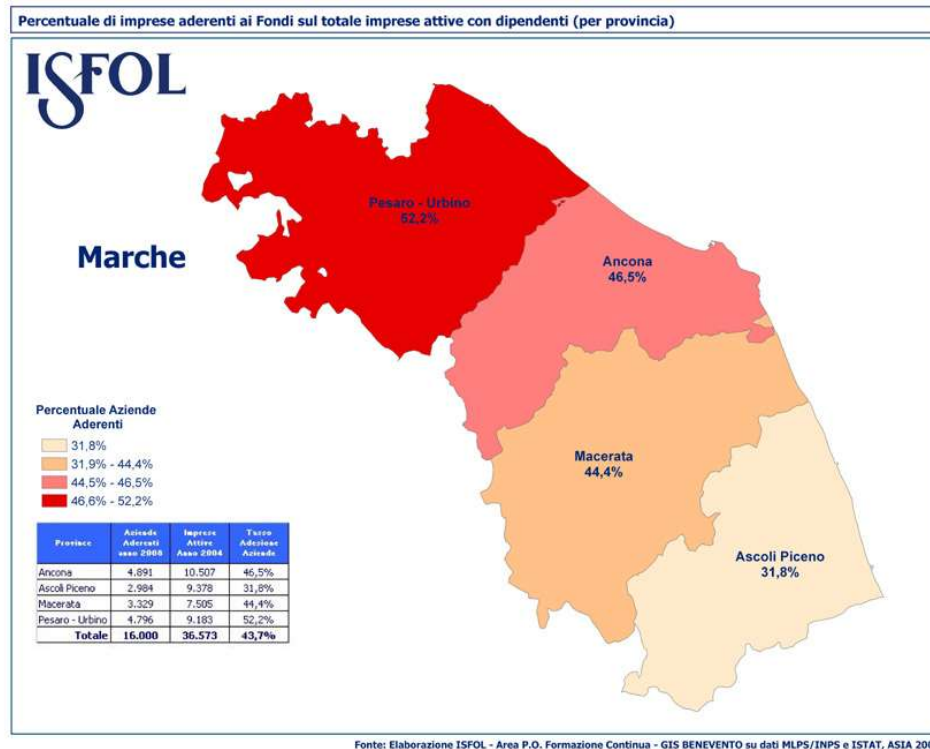 Percentuale di imprese aderenti ai Fondi sul totale imprese attive con dipendenti (per provincia)
ISFOL
Marche
Pesaro - Urbino
52,2%
Ancona
46,5%
Macerata
44,4%
Ascoli Piceno
31,8%
Percentuale Aziende
Aderenti
31,8%
31,9% - 44,4%
44,5% - 46,5%
46,6% - 52,2%
Province Aziende Aderenti anno 2008 Imprese Attive Anno 2004 Tasso Adesione Aziende
Ancona 4.891 10.507 46,5%
Ascoli Piceno 2.984 9.378 31,8%
Macerata 3.329 7.505 44,4%
Pesaro - Urbino 4.796 9.183 52,2%
Totale 16.000 36.573 43,7%
Fonte: Elaborazione ISFOL - Area P.O. Formazione Continua - GIS BENEVENTO su dati MLPS/INPS e ISTAT, ASIA